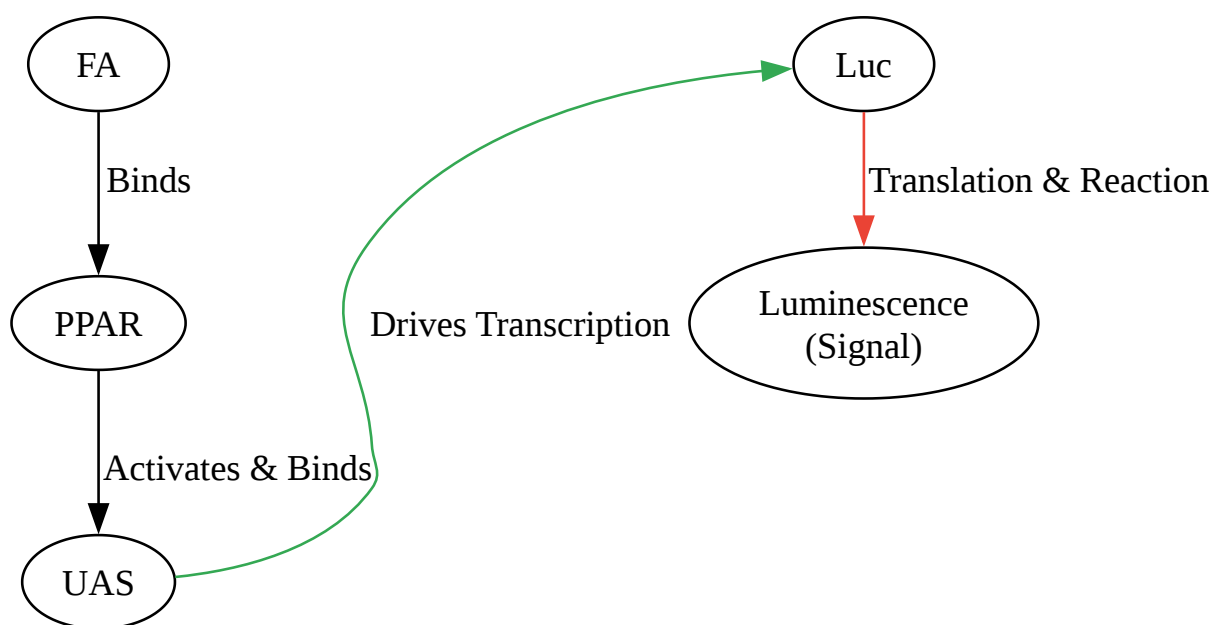 FA
Binds
PPAR
Activates & Binds
UAS
Drives Transcription
Luc
Translation & Reaction
Luminescence
(Signal)